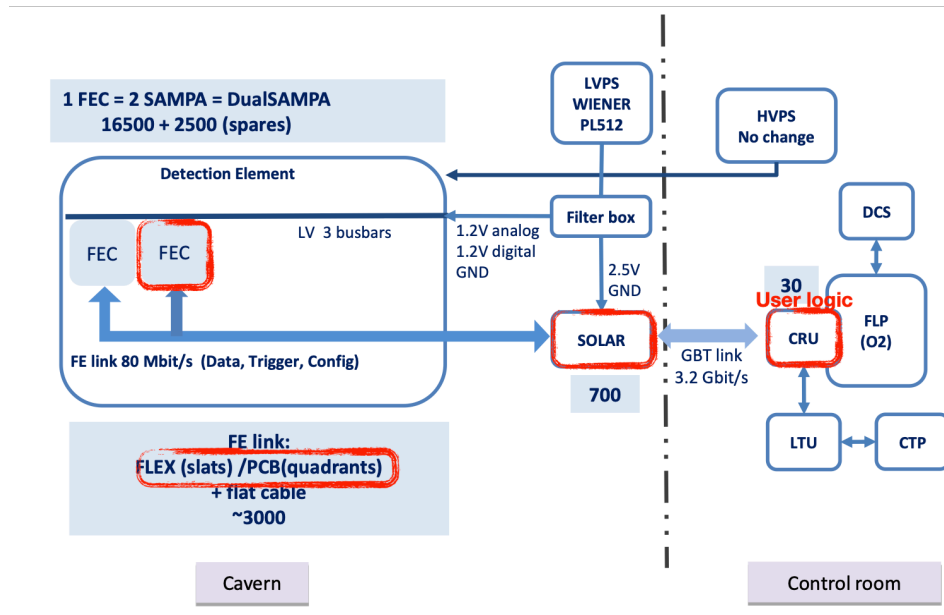 1 FEC = 2 SAMPA = DualSAMPA
16500 + 2500 (spares)
LVPS
WIENER
PL512
HVPS
No change
Detection Element
Filter box
DCS
LV 3 busbars
1.2V analog
1.2V digital
GND
FEC
FEC
2.5V
GND
30
User logic
CRU
FLP
(O2)
SOLAR
GBT link
3.2 Gbit/s
FE link 80 Mbit/s (Data, Trigger, Config)
700
LTU
CTP
FE link:
FLEX (slats) /PCB(quadrants)
+ flat cable
~3000
Cavern
Control room